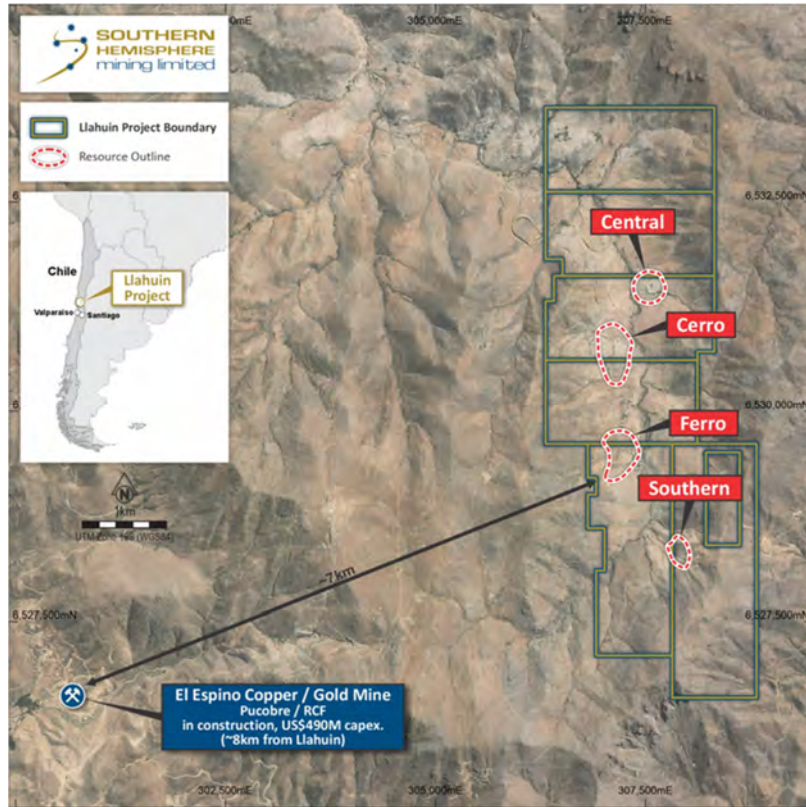 305,000mE
307,500mE
SOUTHERN
HEMISPHERE
mining limited
Llahuin Project Boundary
Resource Outline
6,532,500mN
Central
Chile
Llahuin
Project
Valparaiso
Santiago
Cerro
6,530,000mN
Ferro
Southern
N
1km
~7km
6,527,500mN
6,527,500mN
El Espino Copper / Gold Mine
Pucobre / RCF
in construction, US$490M capex.
(~8km from Llahuin)
302,500mE
305,000mE
307,500mE